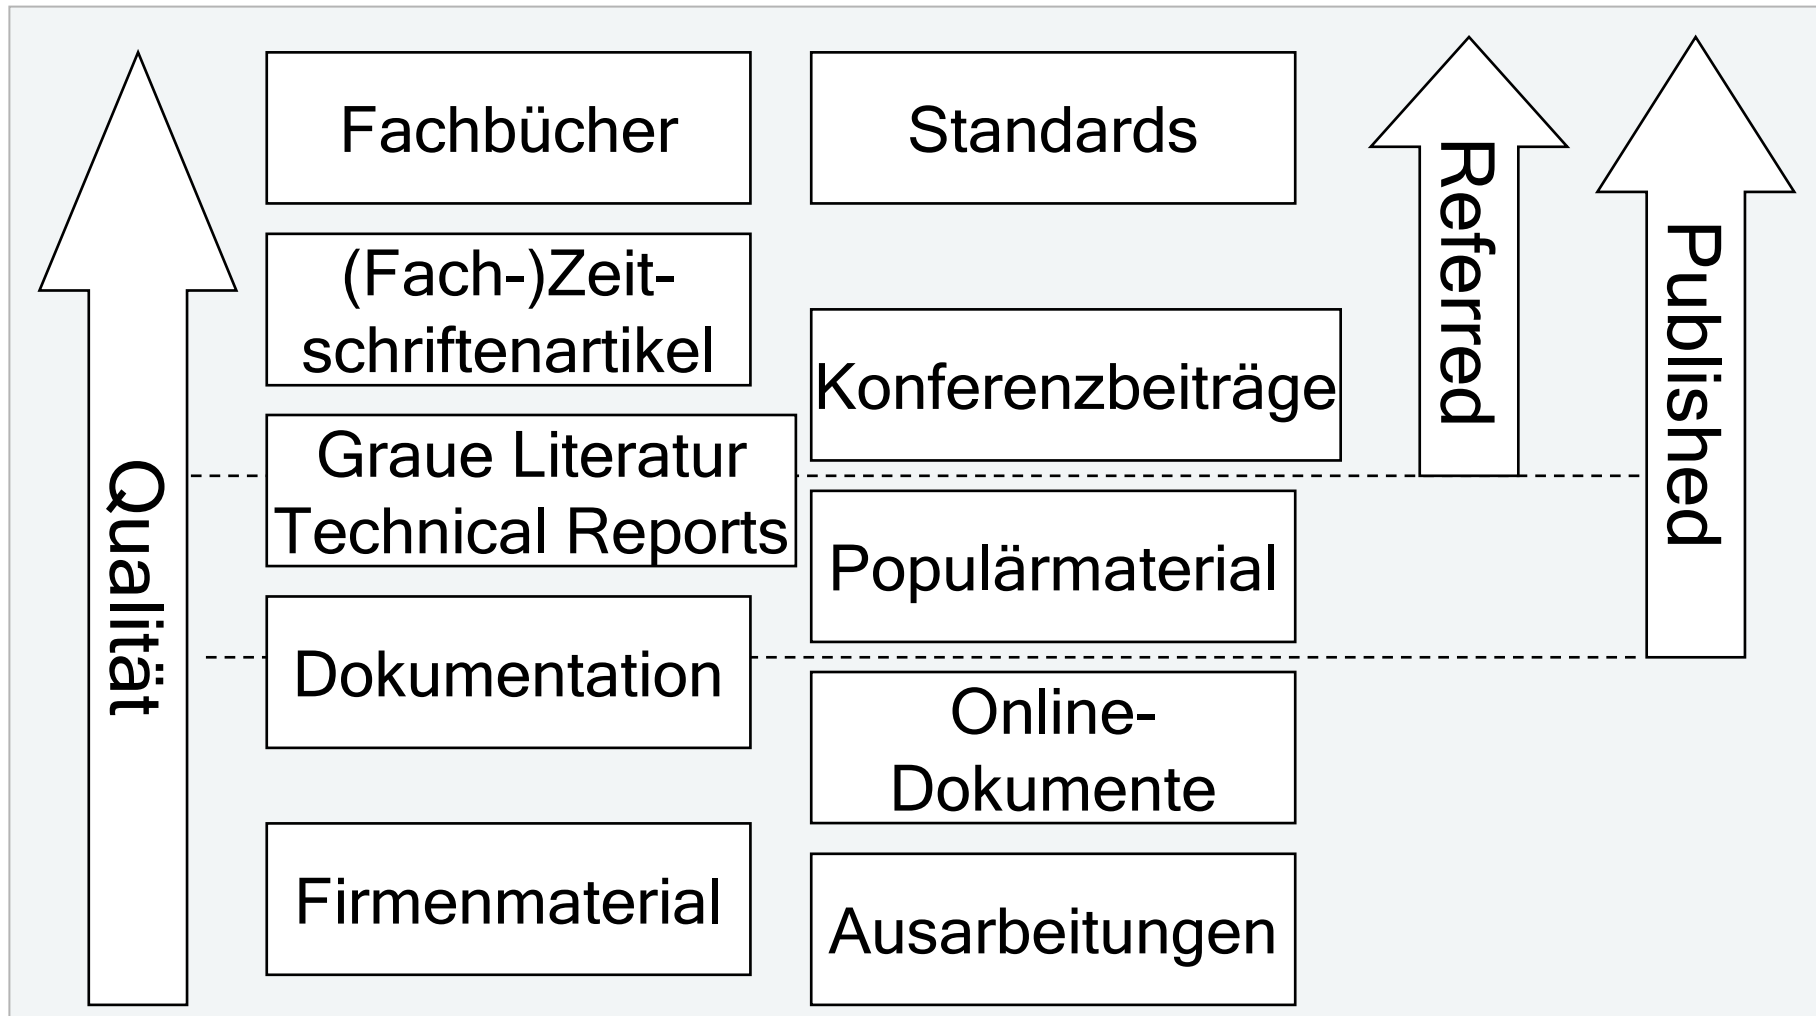 Qualität
Fachbücher
Standards
(Fach-)Zeit-
schriftenartikel
Konferenzbeiträge
Graue Literatur
Technical Reports
Populärmaterial
Dokumentation
Online-
Dokumente
Firmenmaterial
Ausarbeitungen
Referred
Published